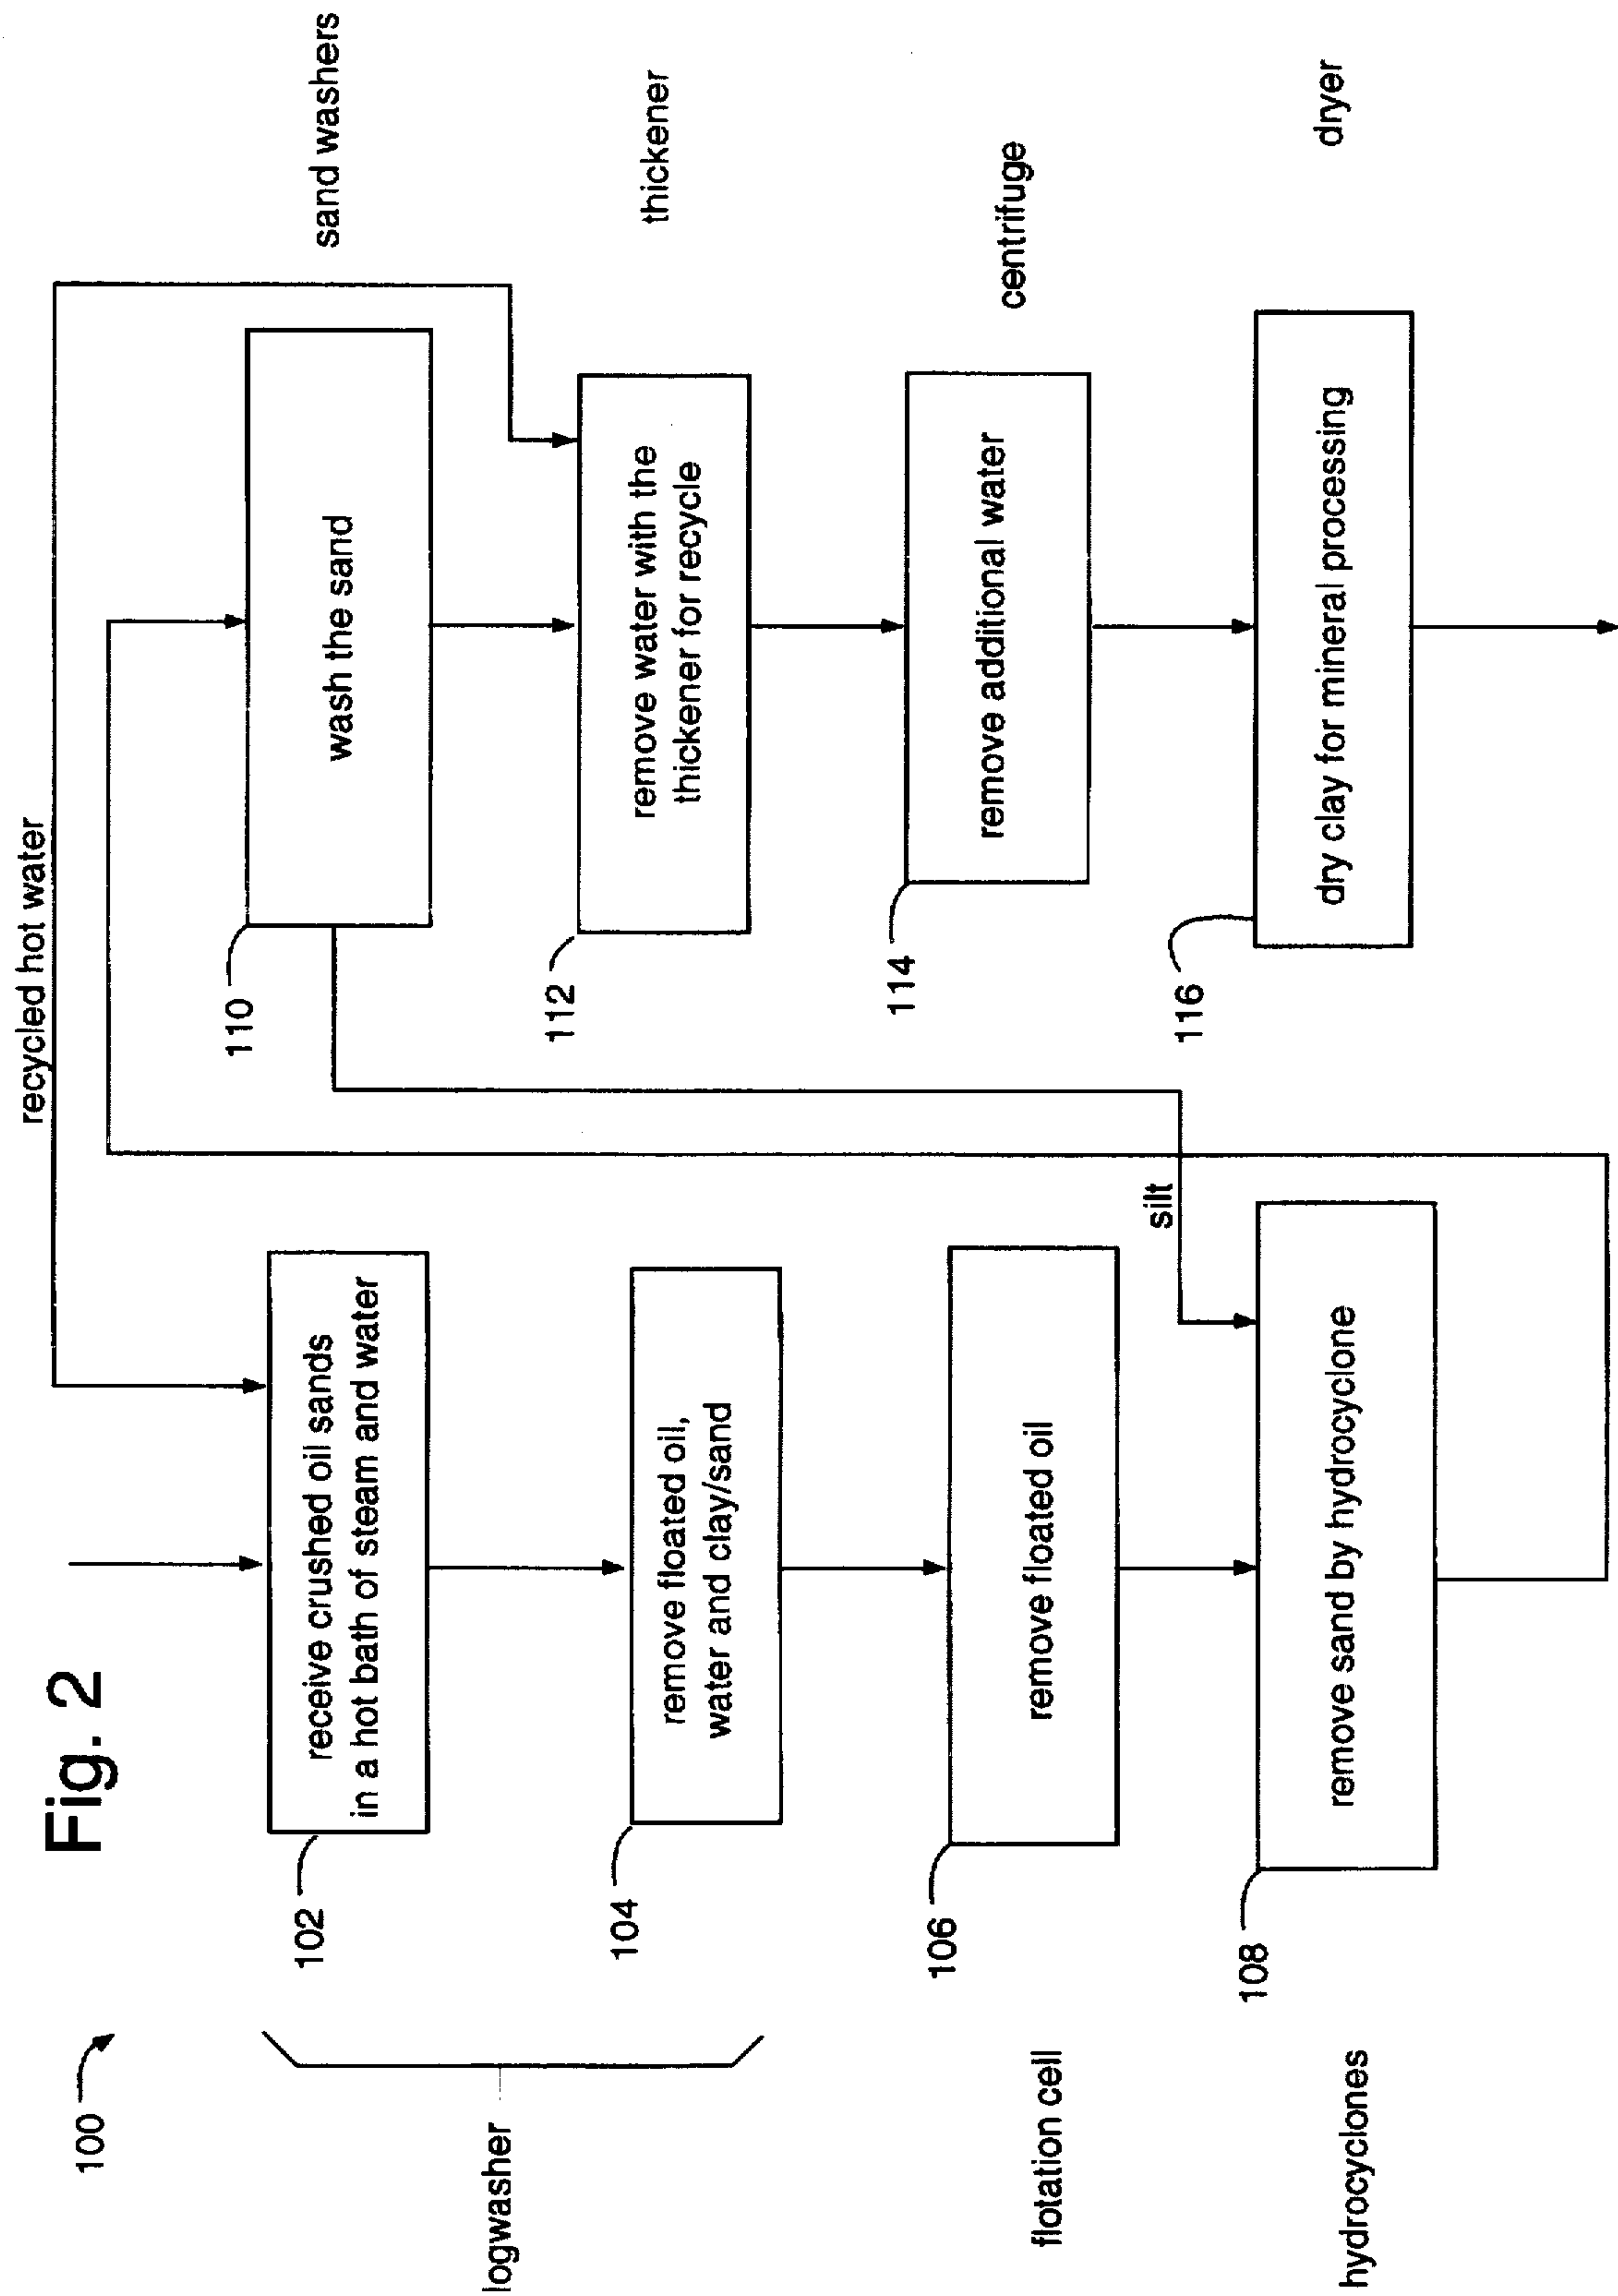 Fig. 2
100
recycled hot water
logwasher
102
receive crushed oil sands
in a hot bath of steam and water
104
remove floated oil,
water and clay/sand
flotation cell
106
remove floated oil
hydrocyclones
108
remove sand by hydrocyclone
silt
110
wash the sand
sand washers
112
remove water with the
thickener for recycle
thickener
114
remove additional water
centrifuge
116
dry clay for mineral processing
dryer